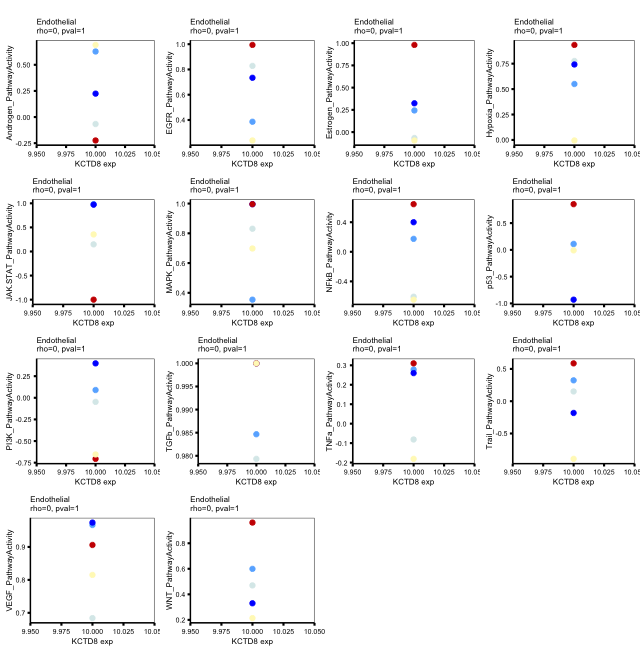 Endothelial
rho=0, pval=1
Androgen_PathwayActivity
0.50
0.25
0.00
-0.25
9.950 9.975 10.000 10.025 10.05
KCTD8 exp
Endothelial
rho=0, pval=1
EGFR_PathwayActivity
1.0
0.8
0.6
0.4
9.950 9.975 10.000 10.025 10.05
KCTD8 exp
Endothelial
rho=0, pval=1
Estrogen_PathwayActivity
1.00
0.75
0.50
0.25
0.00
9.950 9.975 10.000 10.025 10.05
KCTD8 exp
Endothelial
rho=0, pval=1
Hypoxia_PathwayActivity
0.75
0.50
0.25
0.00
9.950 9.975 10.000 10.025 10.05
KCTD8 exp
Endothelial
rho=0, pval=1
JAK.STAT_PathwayActivity
1.0
0.5
0.0
-0.5
-1.0
9.950 9.975 10.000 10.025 10.05
KCTD8 exp
Endothelial
rho=0, pval=1
MAPK_PathwayActivity
1.0
0.8
0.6
0.4
9.950 9.975 10.000 10.025 10.05
KCTD8 exp
Endothelial
rho=0, pval=1
NFkB_PathwayActivity
0.4
0.0
-0.4
9.950 9.975 10.000 10.025 10.05
KCTD8 exp
Endothelial
rho=0, pval=1
p53_PathwayActivity
0.5
0.0
-0.5
-1.0
9.950 9.975 10.000 10.025 10.05
KCTD8 exp
Endothelial
rho=0, pval=1
PI3K_PathwayActivity
0.25
0.00
-0.25
-0.50
-0.75
9.950 9.975 10.000 10.025 10.05
KCTD8 exp
Endothelial
rho=0, pval=1
TGFb_PathwayActivity
1.000
0.995
0.990
0.985
0.980
9.950 9.975 10.000 10.025 10.05
KCTD8 exp
Endothelial
rho=0, pval=1
TNFa_PathwayActivity
0.3
0.2
0.1
0.0
-0.1
-0.2
9.950 9.975 10.000 10.025 10.05
KCTD8 exp
Endothelial
rho=0, pval=1
Trail_PathwayActivity
0.5
0.0
-0.5
9.950 9.975 10.000 10.025 10.05
KCTD8 exp
Endothelial
rho=0, pval=1
VEGF_PathwayActivity
0.9
0.8
0.7
9.950 9.975 10.000 10.025 10.05
KCTD8 exp
Endothelial
rho=0, pval=1
WNT_PathwayActivity
0.8
0.6
0.4
0.2
9.950 9.975 10.000 10.025 10.050
KCTD8 exp